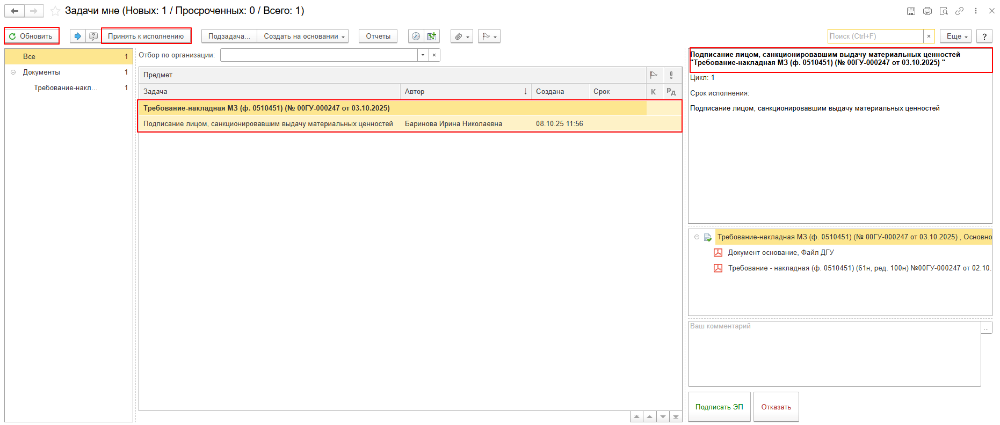 Задачи мне (Новых: 1 / Просроченных: 0 / Всего: 1)
Обновить
Принять к исполнению
Подзадача...
Создать на основании
Отчеты
Поиск (Ctrl+F)
×
Еще
?
Все 1
Документы 1
Требование-накл... 1
Отбор по организации:
×
Предмет
Задача Автор ↓ Создана Срок К Рд
Требование-накладная МЗ (ф. 0510451) (№ 00ГУ-000247 от 03.10.2025)
Подписание лицом, санкционировавшим выдачу материальных ценностей Баринова Ирина Николаевна 08.10.25 11:56
Подписание лицом, санкционировавшим выдачу материальных ценностей
"Требование-накладная МЗ (ф. 0510451) (№ 00ГУ-000247 от 03.10.2025) "
Цикл: 1
Срок исполнения:
Подписание лицом, санкционировавшим выдачу материальных ценностей
Требование-накладная МЗ (ф. 0510451) (№ 00ГУ-000247 от 03.10.2025) , Основно
Документ основание, Файл ДГУ
Требование - накладная (ф. 0510451) (61н, ред. 100н) №00ГУ-000247 от 02.10.
Ваш комментарий
...
Подписать ЭП
Отказать